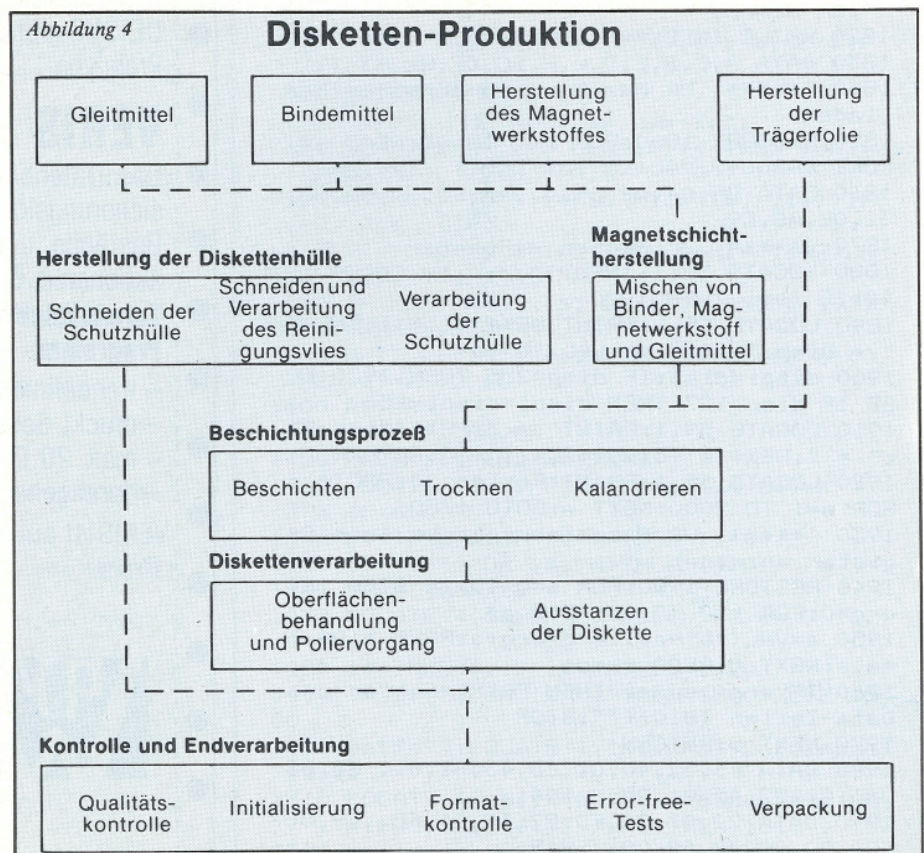 Abbildung 4
Disketten-Produktion
Gleitmittel
Bindemittel
Herstellung
des Magnet-
werkstoffes
Herstellung
der
Trägerfolie
Magnetschicht-
herstellung
Herstellung der Diskettenhülle
Schneiden der
Schutzhülle
Schneiden und
Verarbeitung
des Reini-
gungsvlies
Verarbeitung
der
Schutzhülle
Mischen von
Binder, Mag-
netwerkstoff
und Gleitmittel
Beschichtungsprozeß
Beschichten
Trocknen
Kalandrieren
Diskettenverarbeitung
Oberflächen-
behandlung
und Poliervorgang
Ausstanzen
der Diskette
Kontrolle und Endverarbeitung
Qualitäts-
kontrolle
Initialisierung
Format-
kontrolle
Error-free-
Tests
Verpackung